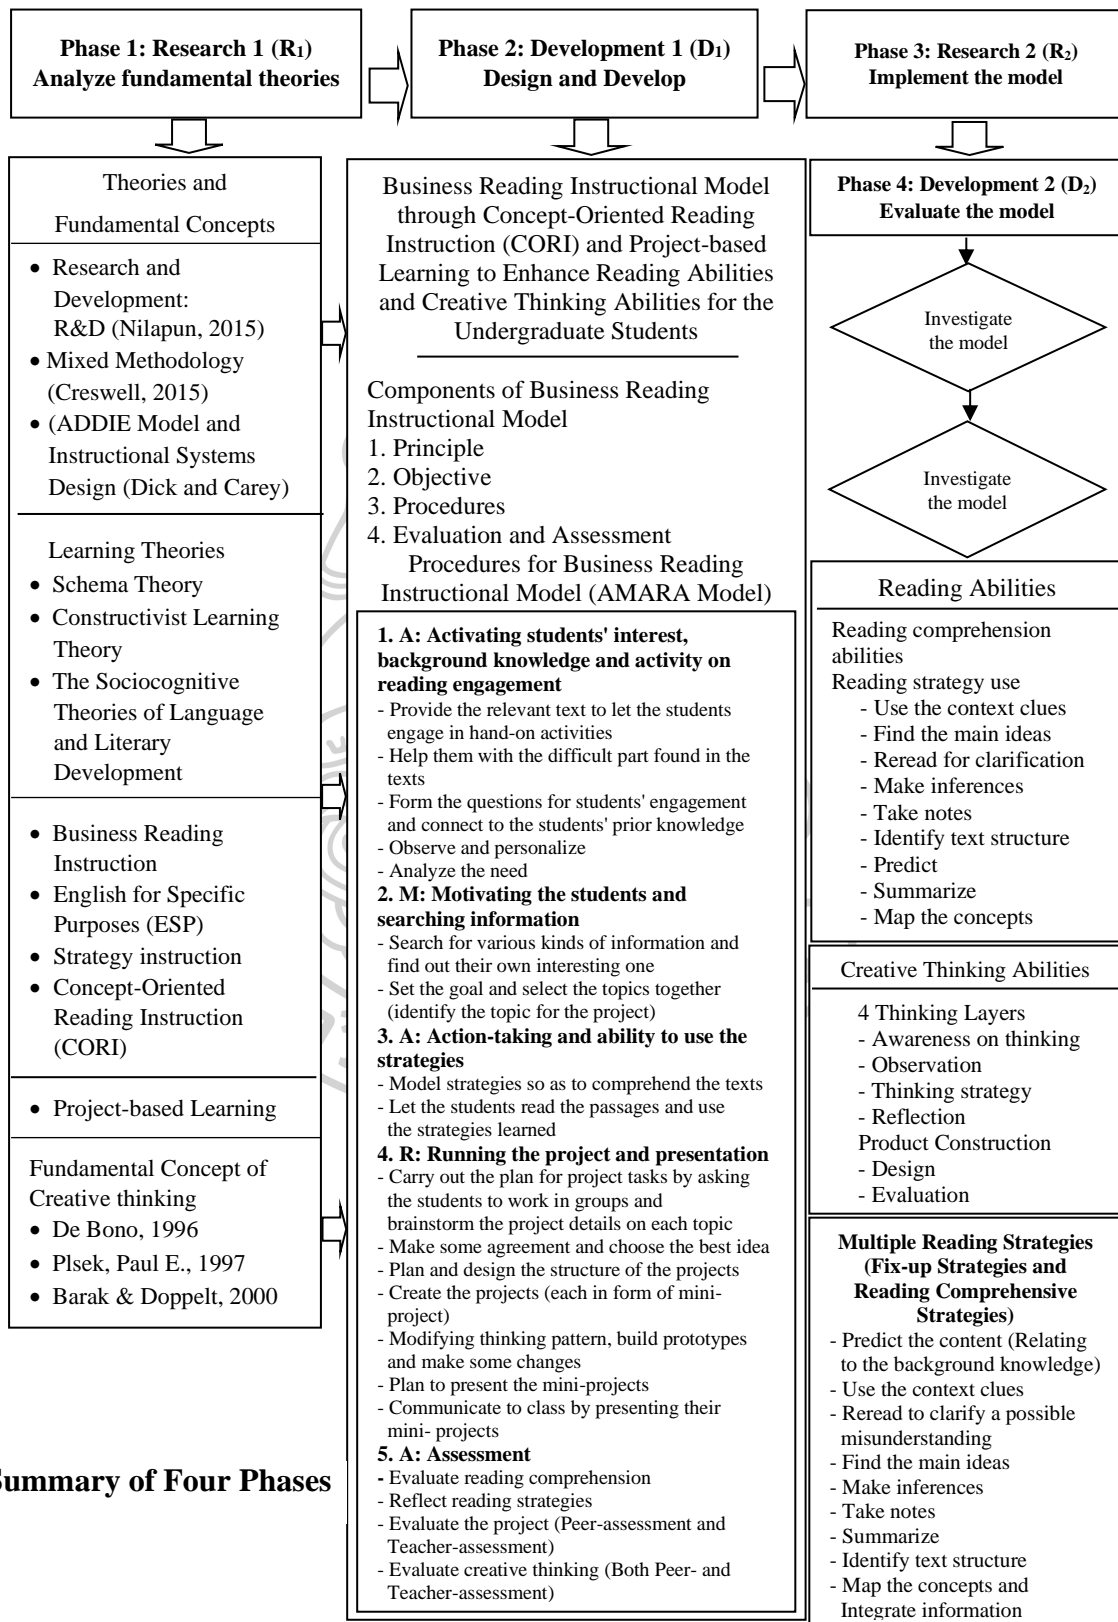 Phase 1: Research 1 (R1)
Analyze fundamental theories
Phase 2: Development 1 (D1)
Design and Develop
Phase 3: Research 2 (R2)
Implement the model
Theories and
Fundamental Concepts
• Research and
Development:
R&D (Nilapun, 2015)
• Mixed Methodology
(Creswell, 2015)
• (ADDIE Model and
Instructional Systems
Design (Dick and Carey)
Learning Theories
• Schema Theory
• Constructivist Learning
Theory
• The Sociocognitive
Theories of Language
and Literary
Development
• Business Reading
Instruction
• English for Specific
Purposes (ESP)
• Strategy instruction
• Concept-Oriented
Reading Instruction
(CORI)
• Project-based Learning
Fundamental Concept of
Creative thinking
• De Bono, 1996
• Plsek, Paul E., 1997
• Barak & Doppelt, 2000
Business Reading Instructional Model
through Concept-Oriented Reading
Instruction (CORI) and Project-based
Learning to Enhance Reading Abilities
and Creative Thinking Abilities for the
Undergraduate Students
Components of Business Reading
Instructional Model
1. Principle
2. Objective
3. Procedures
4. Evaluation and Assessment
Procedures for Business Reading
Instructional Model (AMARA Model)
1. A: Activating students' interest,
background knowledge and activity on
reading engagement
- Provide the relevant text to let the students
engage in hand-on activities
- Help them with the difficult part found in the
texts
- Form the questions for students' engagement
and connect to the students' prior knowledge
- Observe and personalize
- Analyze the need
2. M: Motivating the students and
searching information
- Search for various kinds of information and
find out their own interesting one
- Set the goal and select the topics together
(identify the topic for the project)
3. A: Action-taking and ability to use the
strategies
- Model strategies so as to comprehend the texts
- Let the students read the passages and use
the strategies learned
4. R: Running the project and presentation
- Carry out the plan for project tasks by asking
the students to work in groups and
brainstorm the project details on each topic
- Make some agreement and choose the best idea
- Plan and design the structure of the projects
- Create the projects (each in form of mini-
project)
- Modifying thinking pattern, build prototypes
and make some changes
- Plan to present the mini-projects
- Communicate to class by presenting their
mini- projects
5. A: Assessment
- Evaluate reading comprehension
- Reflect reading strategies
- Evaluate the project (Peer-assessment and
Teacher-assessment)
- Evaluate creative thinking (Both Peer- and
Teacher-assessment)
Phase 4: Development 2 (D2)
Evaluate the model
Investigate
the model
Investigate
the model
Reading Abilities
Reading comprehension
abilities
Reading strategy use
- Use the context clues
- Find the main ideas
- Reread for clarification
- Make inferences
- Take notes
- Identify text structure
- Predict
- Summarize
- Map the concepts
Creative Thinking Abilities
4 Thinking Layers
- Awareness on thinking
- Observation
- Thinking strategy
- Reflection
Product Construction
- Design
- Evaluation
Multiple Reading Strategies
(Fix-up Strategies and
Reading Comprehensive
Strategies)
- Predict the content (Relating
to the background knowledge)
- Use the context clues
- Reread to clarify a possible
misunderstanding
- Find the main ideas
- Make inferences
- Take notes
- Summarize
- Identify text structure
- Map the concepts and
Integrate information
of Four Phases